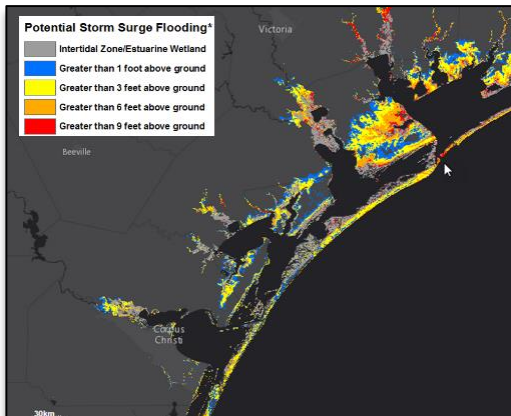 Potential Storm Surge Flooding*
Intertidal Zone/Estuarine Wetland
Greater than 1 foot above ground
Greater than 3 feet above ground
Greater than 6 feet above ground
Greater than 9 feet above ground
Victoria
Beeville
Corpus
Christi
30km